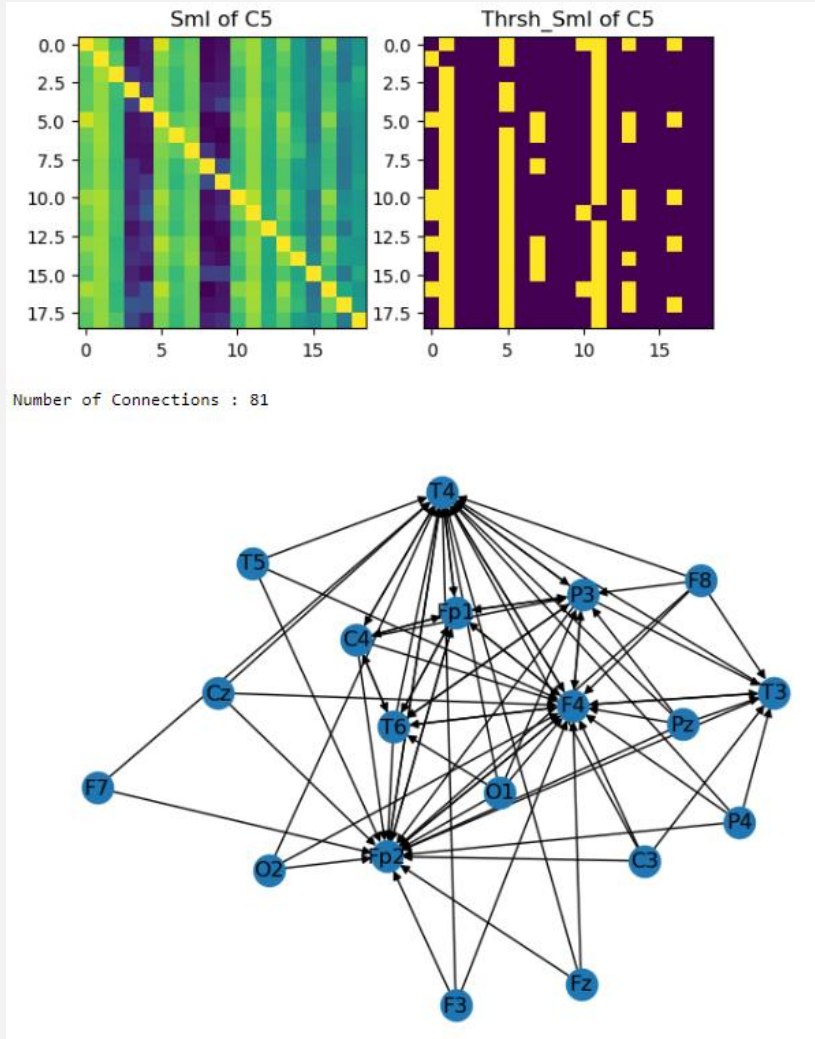 Sml of C5
Thrsh_Sml of C5
0.0
2.5
5.0
7.5
10.0
12.5
15.0
17.5
0 5 10 15
0.0
2.5
5.0
7.5
10.0
12.5
15.0
17.5
0 5 10 15
Number of Connections : 81
T4
T5
F8
P3
Fp1
C4
Cz
T3
F4
Pz
T6
F7
O1
P4
Fp2
C3
O2
Fz
F3